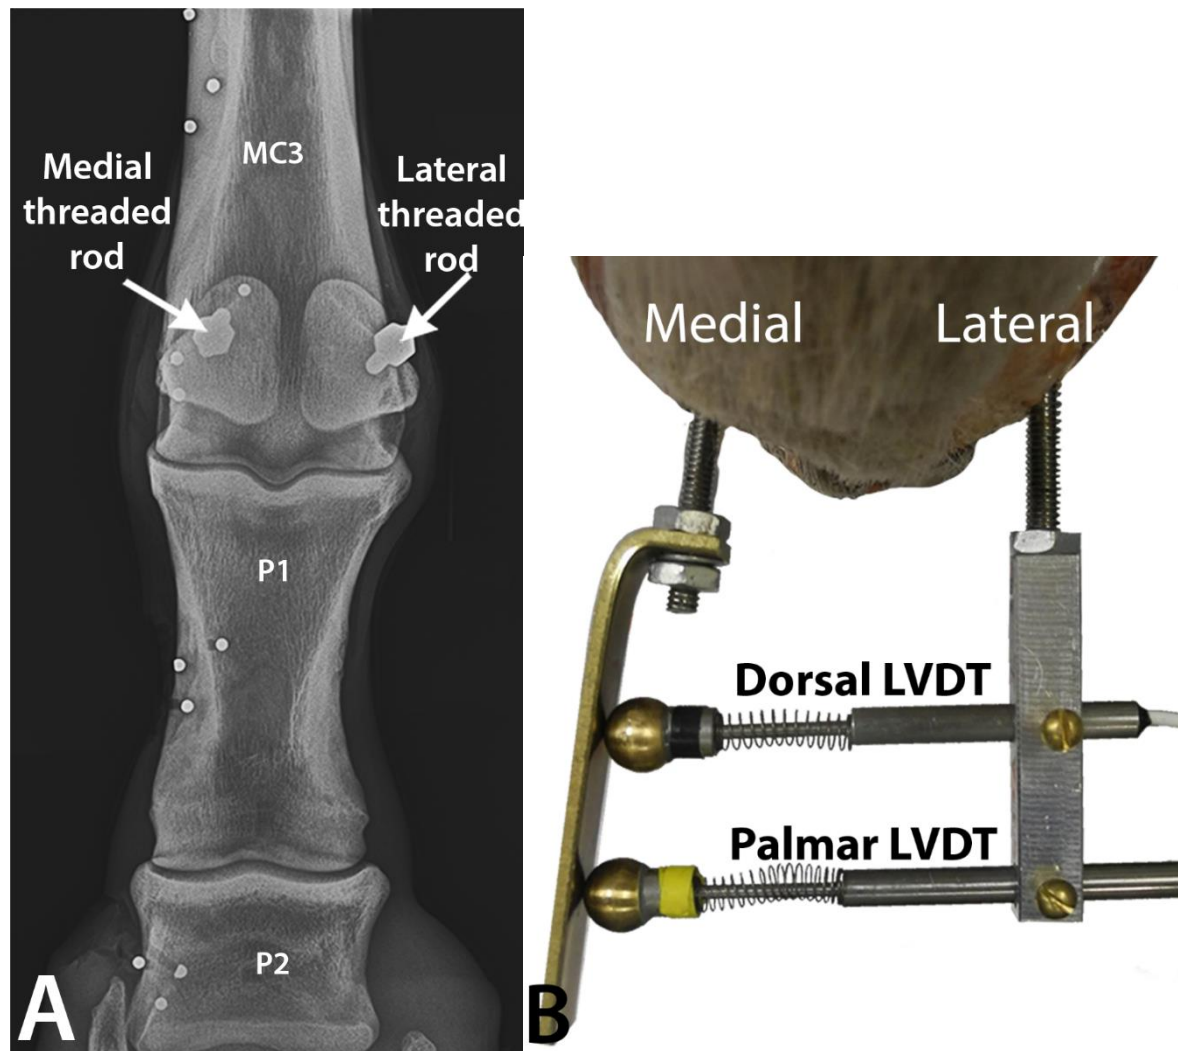 MC3
Medial
threaded
rod
Lateral
threaded
rod
P1
P2
A
Medial Lateral
Dorsal LVDT
Palmar LVDT
B